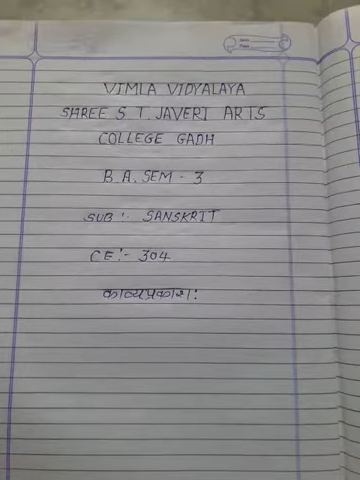 VIMLA VIDYALAYA
SHREE S. T. JAVERI ARTS
COLLEGE GADH
B.A. SEM - 3
SUB :- SANSKRIT
CE :- 304
काव्यप्रकाश: